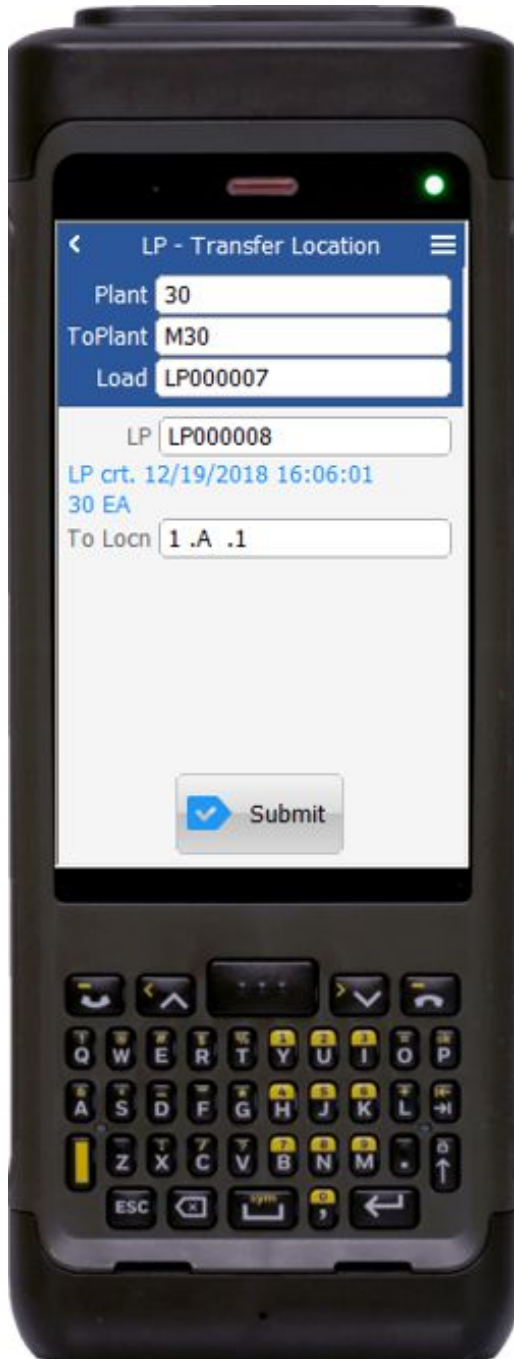 LP - Transfer Location
Plant 30
ToPlant M30
Load LP000007
LP LP000008
LP crt. 12/19/2018 16:06:01
30 EA
To Locn 1 .A .1
Submit
Q W E R T Y U I O P
A S D F G H J K L
Z X C V B N M .
ESC sym ,